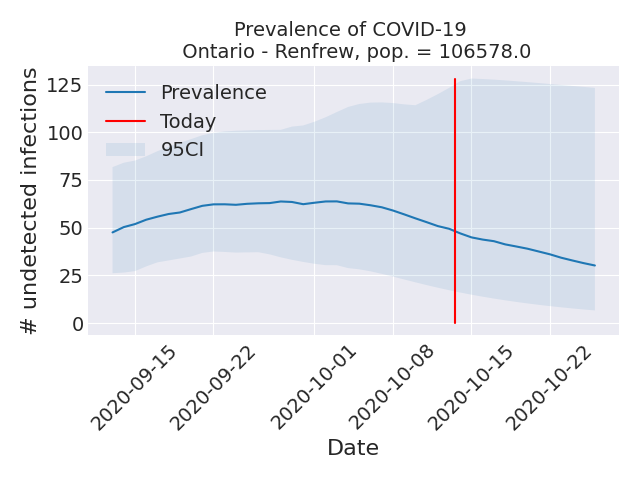 Prevalence of COVID-19
Ontario - Renfrew, pop. = 106578.0
# undetected infections
125
100
75
50
25
0
Prevalence
Today
95CI
2020-09-15
2020-09-22
2020-10-01
2020-10-08
2020-10-15
2020-10-22
Date